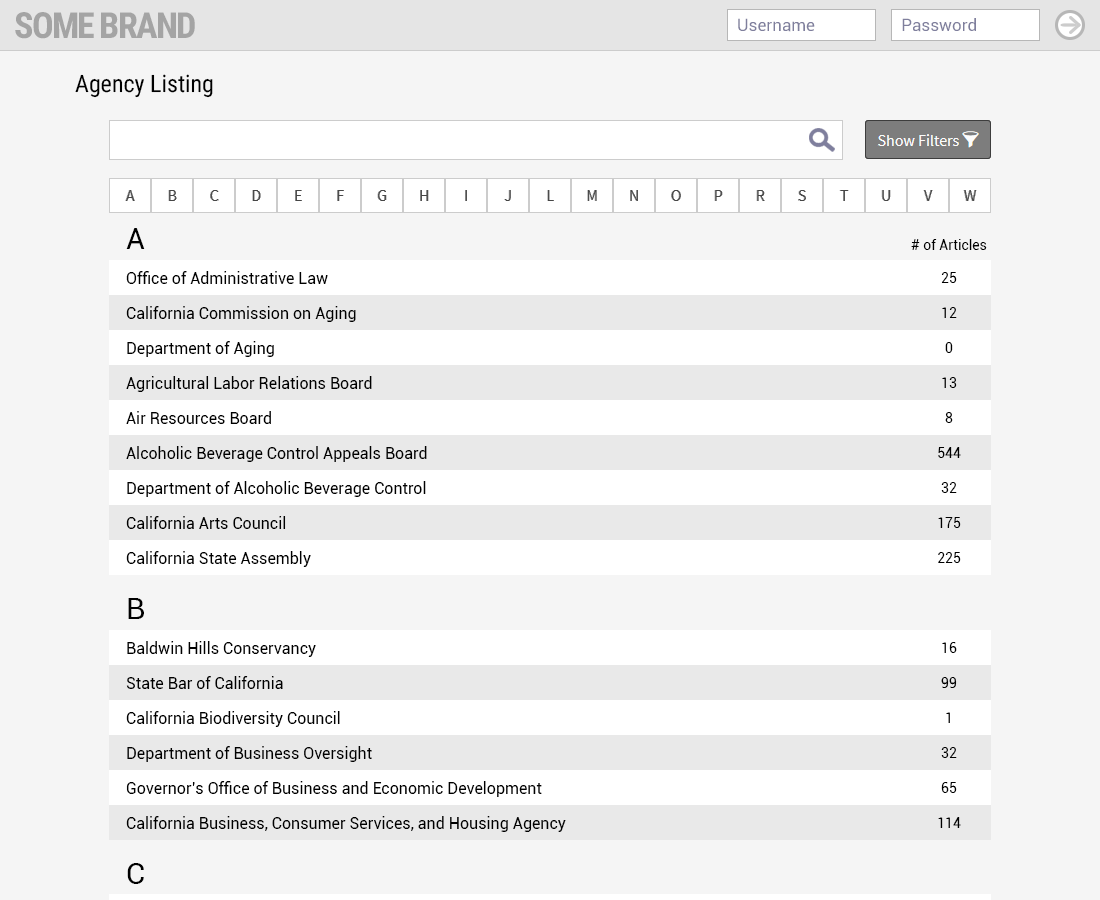 SOME BRAND
Username
Password
Agency Listing
Show Filters
A B C D E F G H I J L M N O P R S T U V W
A
# of Articles
Office of Administrative Law 25
California Commission on Aging 12
Department of Aging 0
Agricultural Labor Relations Board 13
Air Resources Board 8
Alcoholic Beverage Control Appeals Board 544
Department of Alcoholic Beverage Control 32
California Arts Council 175
California State Assembly 225
B
Baldwin Hills Conservancy 16
State Bar of California 99
California Biodiversity Council 1
Department of Business Oversight 32
Governor's Office of Business and Economic Development 65
California Business, Consumer Services, and Housing Agency 114
C